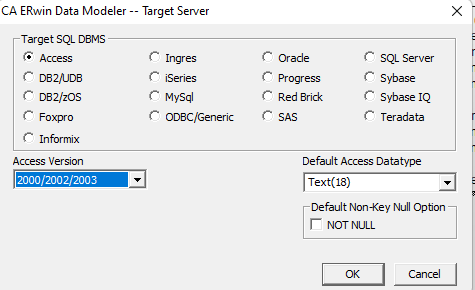 CA ERwin Data Modeler -- Target Server
Target SQL DBMS
Access Ingres Oracle SQL Server
DB2/UDB iSeries Progress Sybase
DB2/zOS MySql Red Brick Sybase IQ
Foxpro ODBC/Generic SAS Teradata
Informix
Access Version Default Access Datatype
2000/2002/2003 Text(18)
Default Non-Key Null Option
NOT NULL
OK Cancel